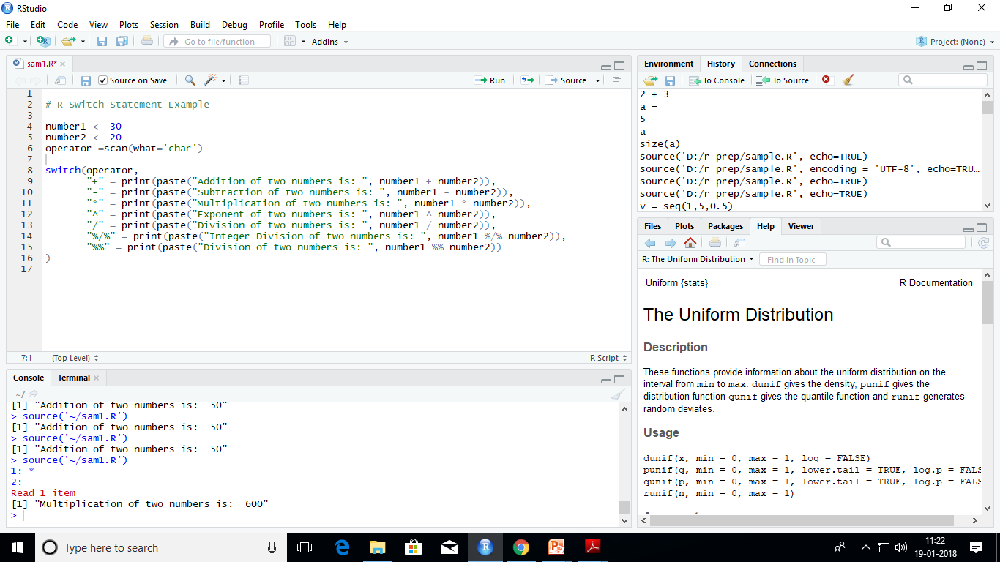 RStudio
File Edit Code View Plots Session Build Debug Profile Tools Help
Go to file/function Addins Project: (None)
sam1.R*
Source on Save Run Source
1
2 # R Switch Statement Example
3
4 number1 <- 30
5 number2 <- 20
6 operator =scan(what='char')
7
8 switch(operator,
9 "+" = print(paste("Addition of two numbers is: ", number1 + number2)),
10 "-" = print(paste("Subtraction of two numbers is: ", number1 - number2)),
11 "*" = print(paste("Multiplication of two numbers is: ", number1 * number2)),
12 "^" = print(paste("Exponent of two numbers is: ", number1 ^ number2)),
13 "/" = print(paste("Division of two numbers is: ", number1 / number2)),
14 "%/%" = print(paste("Integer Division of two numbers is: ", number1 %/% number2)),
15 "%%" = print(paste("Division of two numbers is: ", number1 %% number2))
16 )
17
7:1 (Top Level) R Script
Console Terminal
~/
[1] "Addition of two numbers is:  50"
> source('~/sam1.R')
[1] "Addition of two numbers is:  50"
> source('~/sam1.R')
[1] "Addition of two numbers is:  50"
> source('~/sam1.R')
1: *
2:
Read 1 item
[1] "Multiplication of two numbers is:  600"
>
Environment History Connections
To Console To Source
2 + 3
a =
5
a
size(a)
source('D:/r prep/sample.R', echo=TRUE)
source('D:/r prep/sample.R', encoding = 'UTF-8', echo=TRU…
source('D:/r prep/sample.R', echo=TRUE)
source('D:/r prep/sample.R', echo=TRUE)
v = seq(1,5,0.5)
Files Plots Packages Help Viewer
R: The Uniform Distribution Find in Topic
Uniform {stats} R Documentation
The Uniform Distribution
Description
These functions provide information about the uniform distribution on the
interval from min to max. dunif gives the density, punif gives the
distribution function qunif gives the quantile function and runif generates
random deviates.
Usage
dunif(x, min = 0, max = 1, log = FALSE)
punif(q, min = 0, max = 1, lower.tail = TRUE, log.p = FALS
qunif(p, min = 0, max = 1, lower.tail = TRUE, log.p = FALS
runif(n, min = 0, max = 1)
Type here to search
11:22
19-01-2018